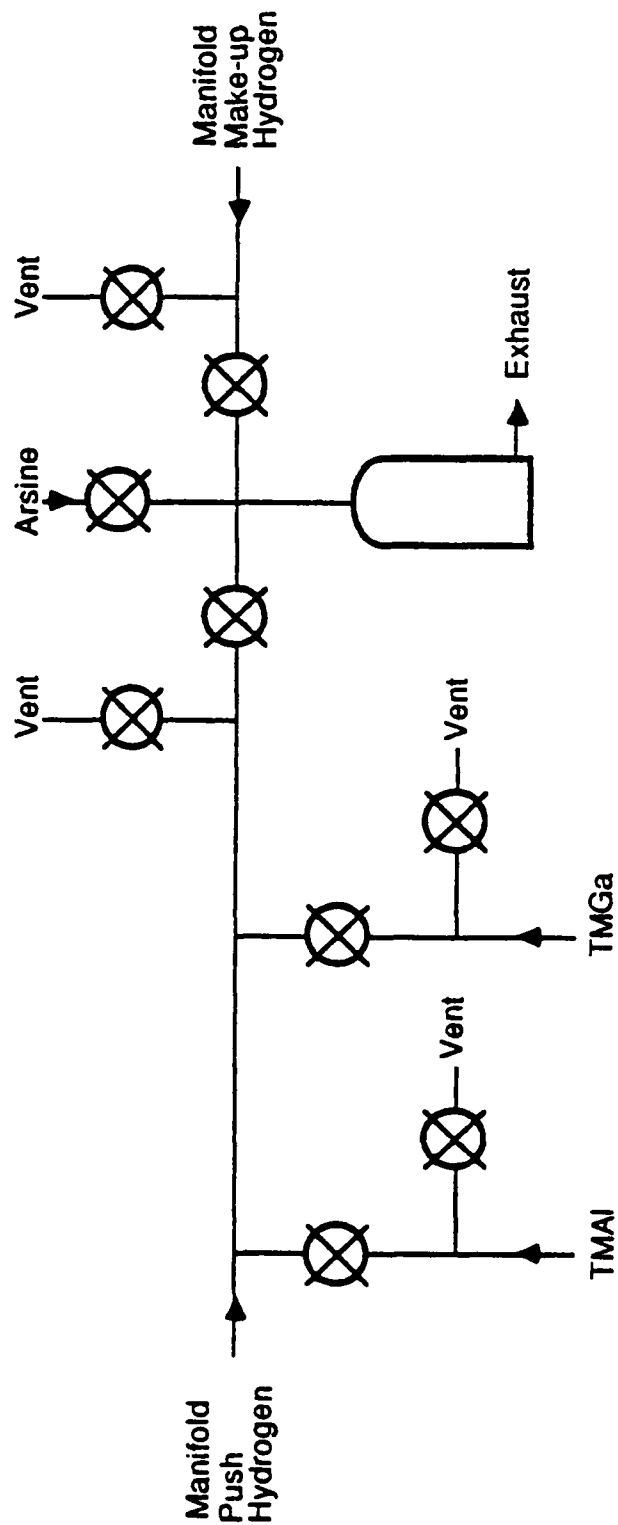 Manifold
Push
Hydrogen
TMAl
Vent
TMGa
Vent
Vent
Arsine
Vent
Manifold
Make-up
Hydrogen
Exhaust